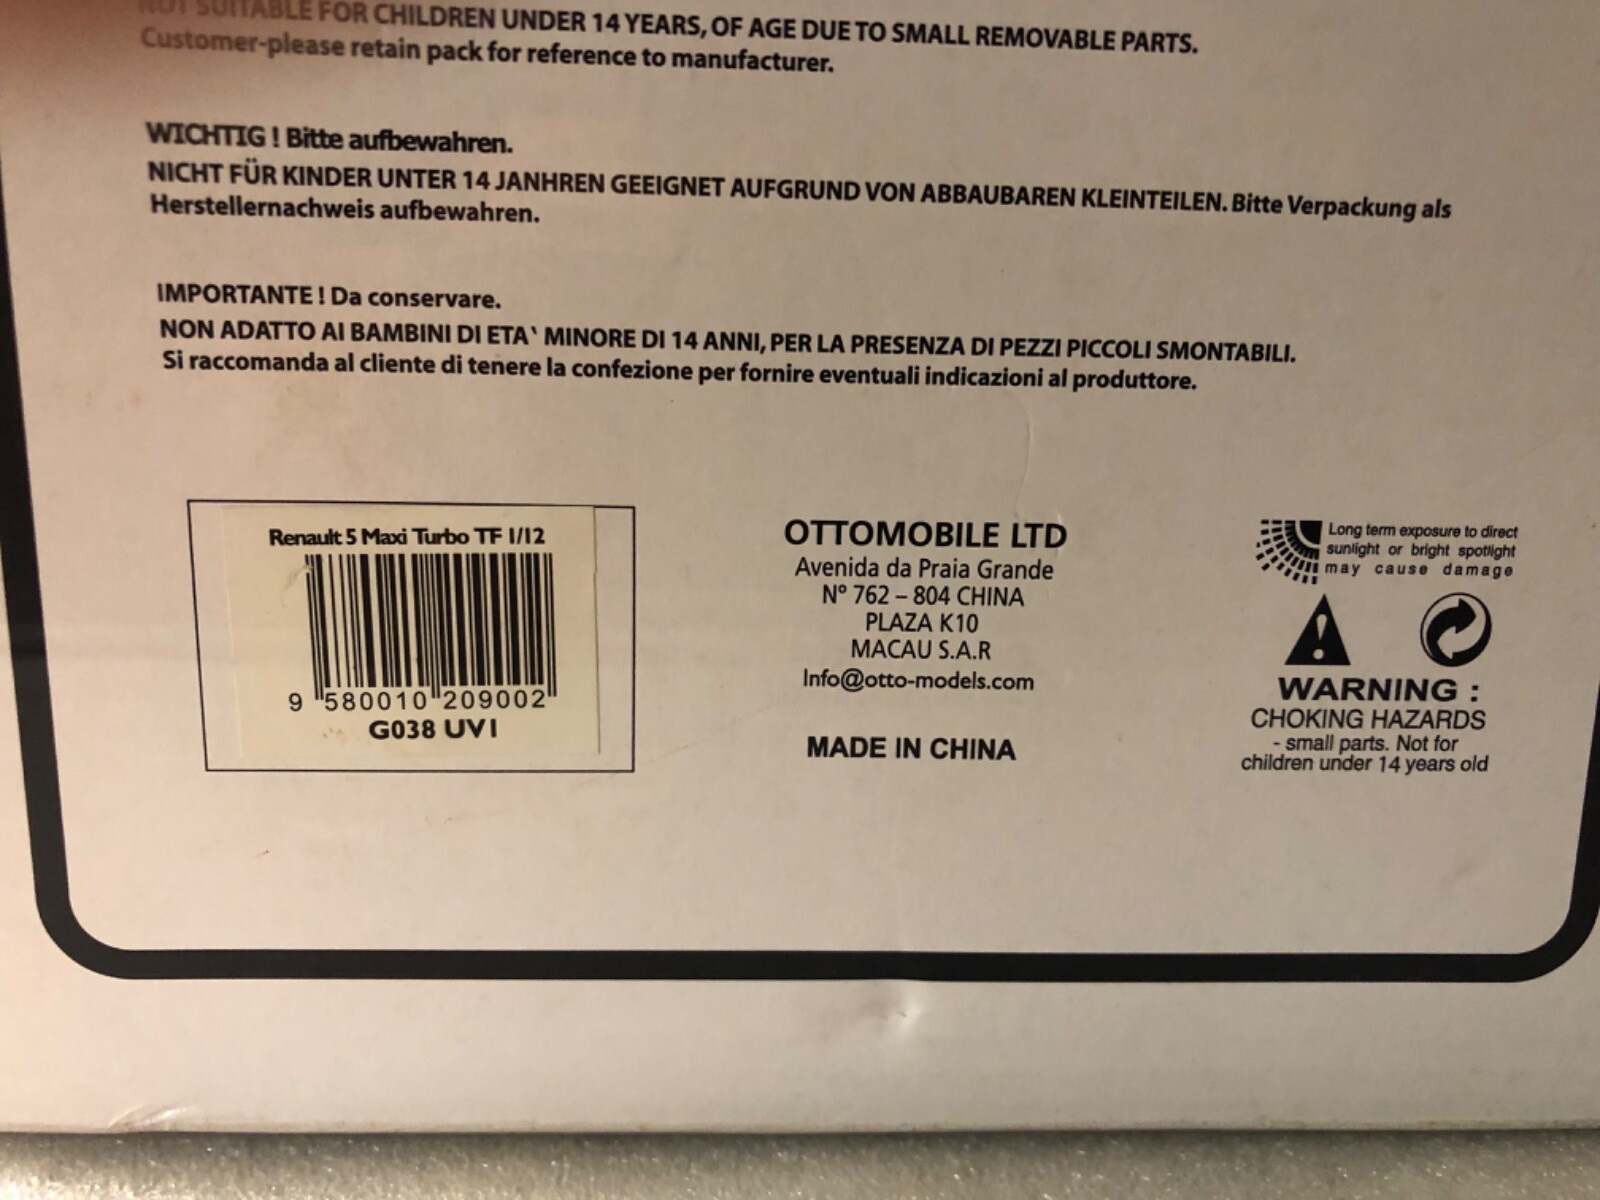 NOT SUITABLE FOR CHILDREN UNDER 14 YEARS, OF AGE DUE TO SMALL REMOVABLE PARTS.
Customer-please retain pack for reference to manufacturer.
WICHTIG ! Bitte aufbewahren.
NICHT FÜR KINDER UNTER 14 JANHREN GEEIGNET AUFGRUND VON ABBAUBAREN KLEINTEILEN. Bitte Verpackung als
Herstellernachweis aufbewahren.
IMPORTANTE ! Da conservare.
NON ADATTO AI BAMBINI DI ETA` MINORE DI 14 ANNI, PER LA PRESENZA DI PEZZI PICCOLI SMONTABILI.
Si raccomanda al cliente di tenere la confezione per fornire eventuali indicazioni al produttore.
Renault 5 Maxi Turbo TF 1/12
9 580010 209002
G038 UV1
OTTOMOBILE LTD
Avenida da Praia Grande
N° 762 – 804 CHINA
PLAZA K10
MACAU S.A.R
Info@otto-models.com
MADE IN CHINA
Long term exposure to direct
sunlight or bright spotlight
may cause damage
WARNING :
CHOKING HAZARDS
- small parts. Not for
children under 14 years old